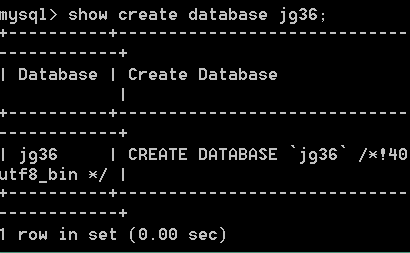 mysql> show create database jg36;
+----------+--------------------------------
------------+
| Database | Create Database
           |
+----------+--------------------------------
------------+
| jg36     | CREATE DATABASE `jg36` /*!40
utf8_bin */ |
+----------+--------------------------------
------------+
1 row in set (0.00 sec)